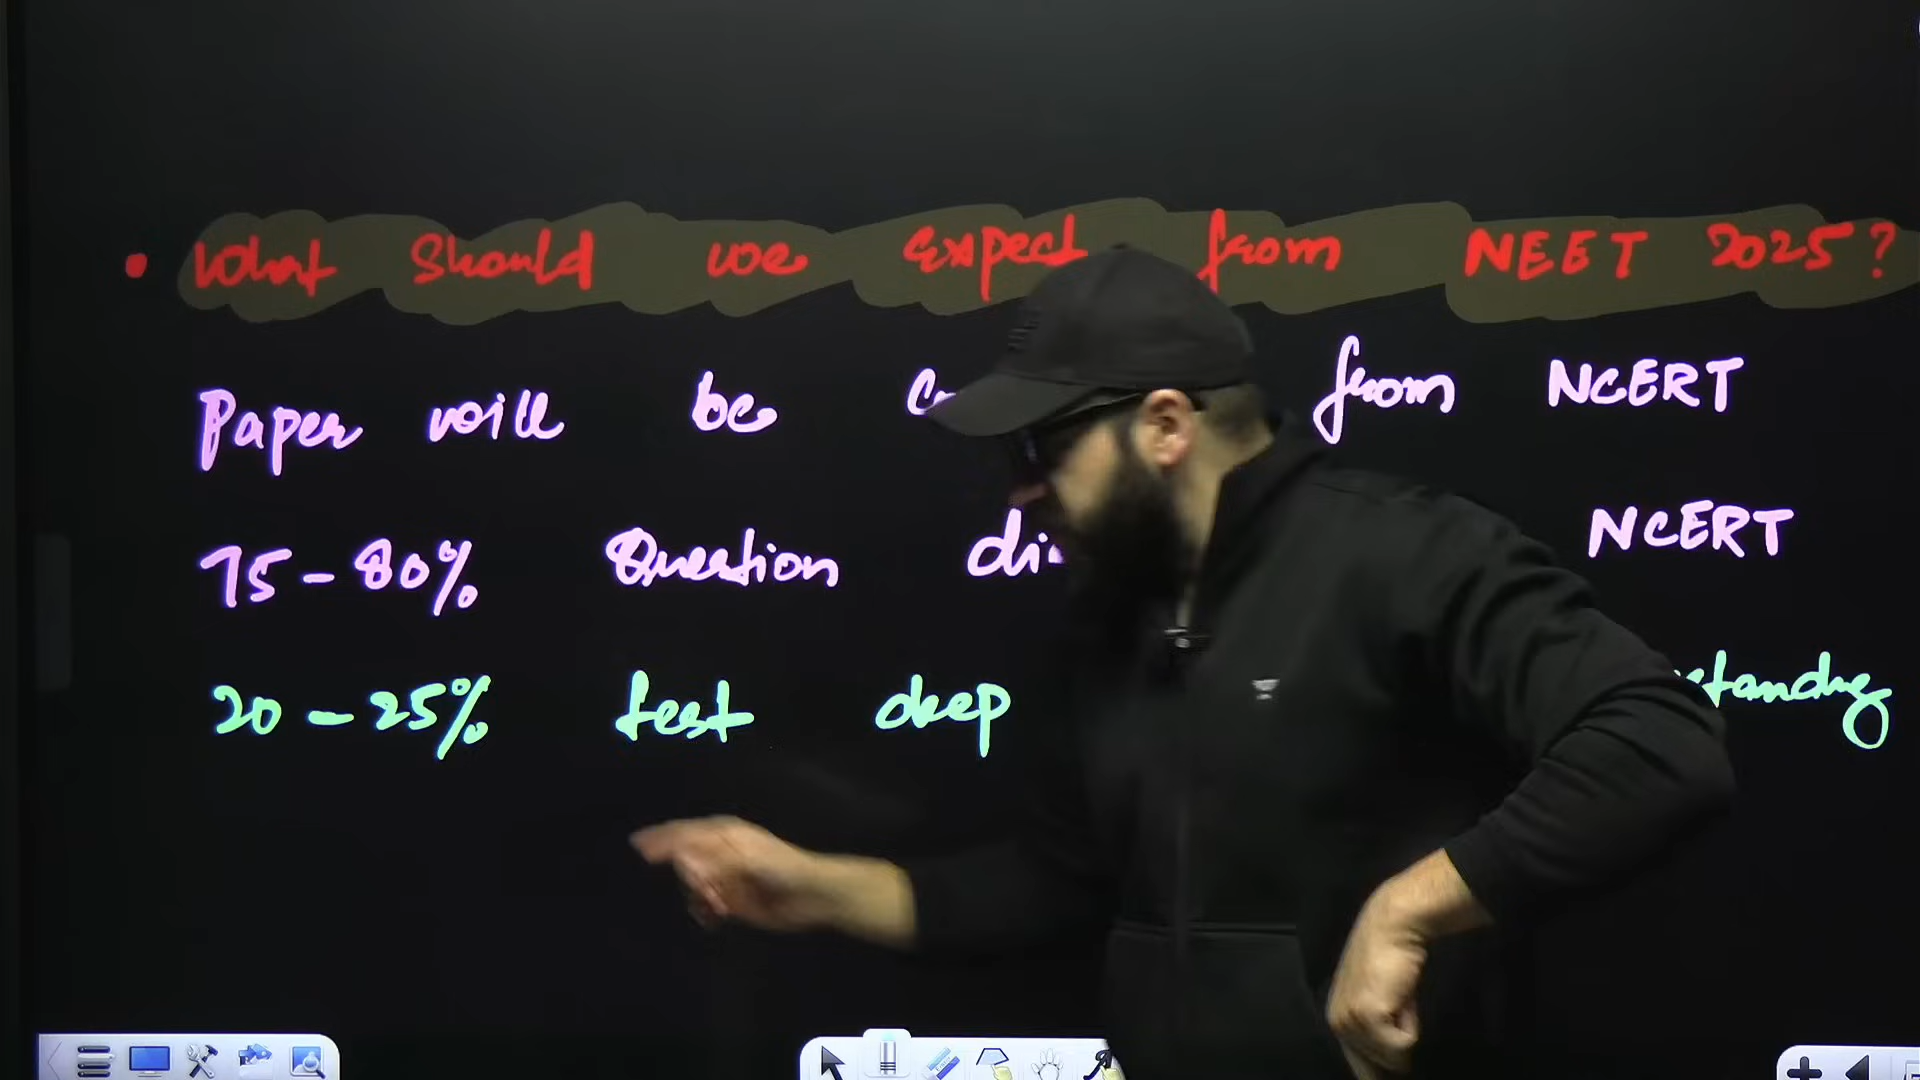 • What Should we expect from NEET 2025?
Paper will be from NCERT
75-80% Question NCERT
20-25% test deep